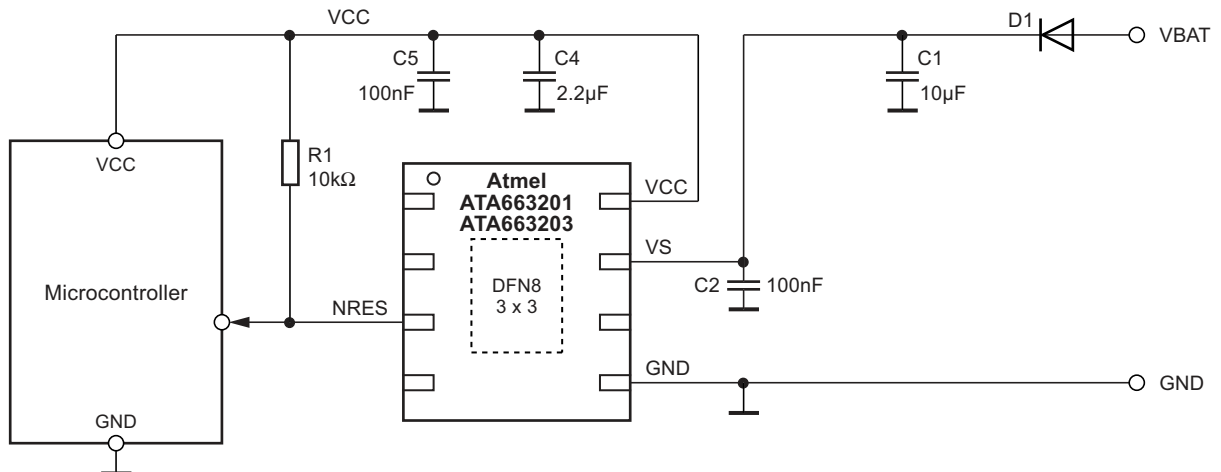 VCC
D1
VBAT
C5
100nF
C4
2.2µF
C1
10µF
VCC
R1
10kΩ
Atmel
ATA663201
ATA663203
VCC
VS
DFN8
3 x 3
C2
100nF
Microcontroller
NRES
GND
GND
GND